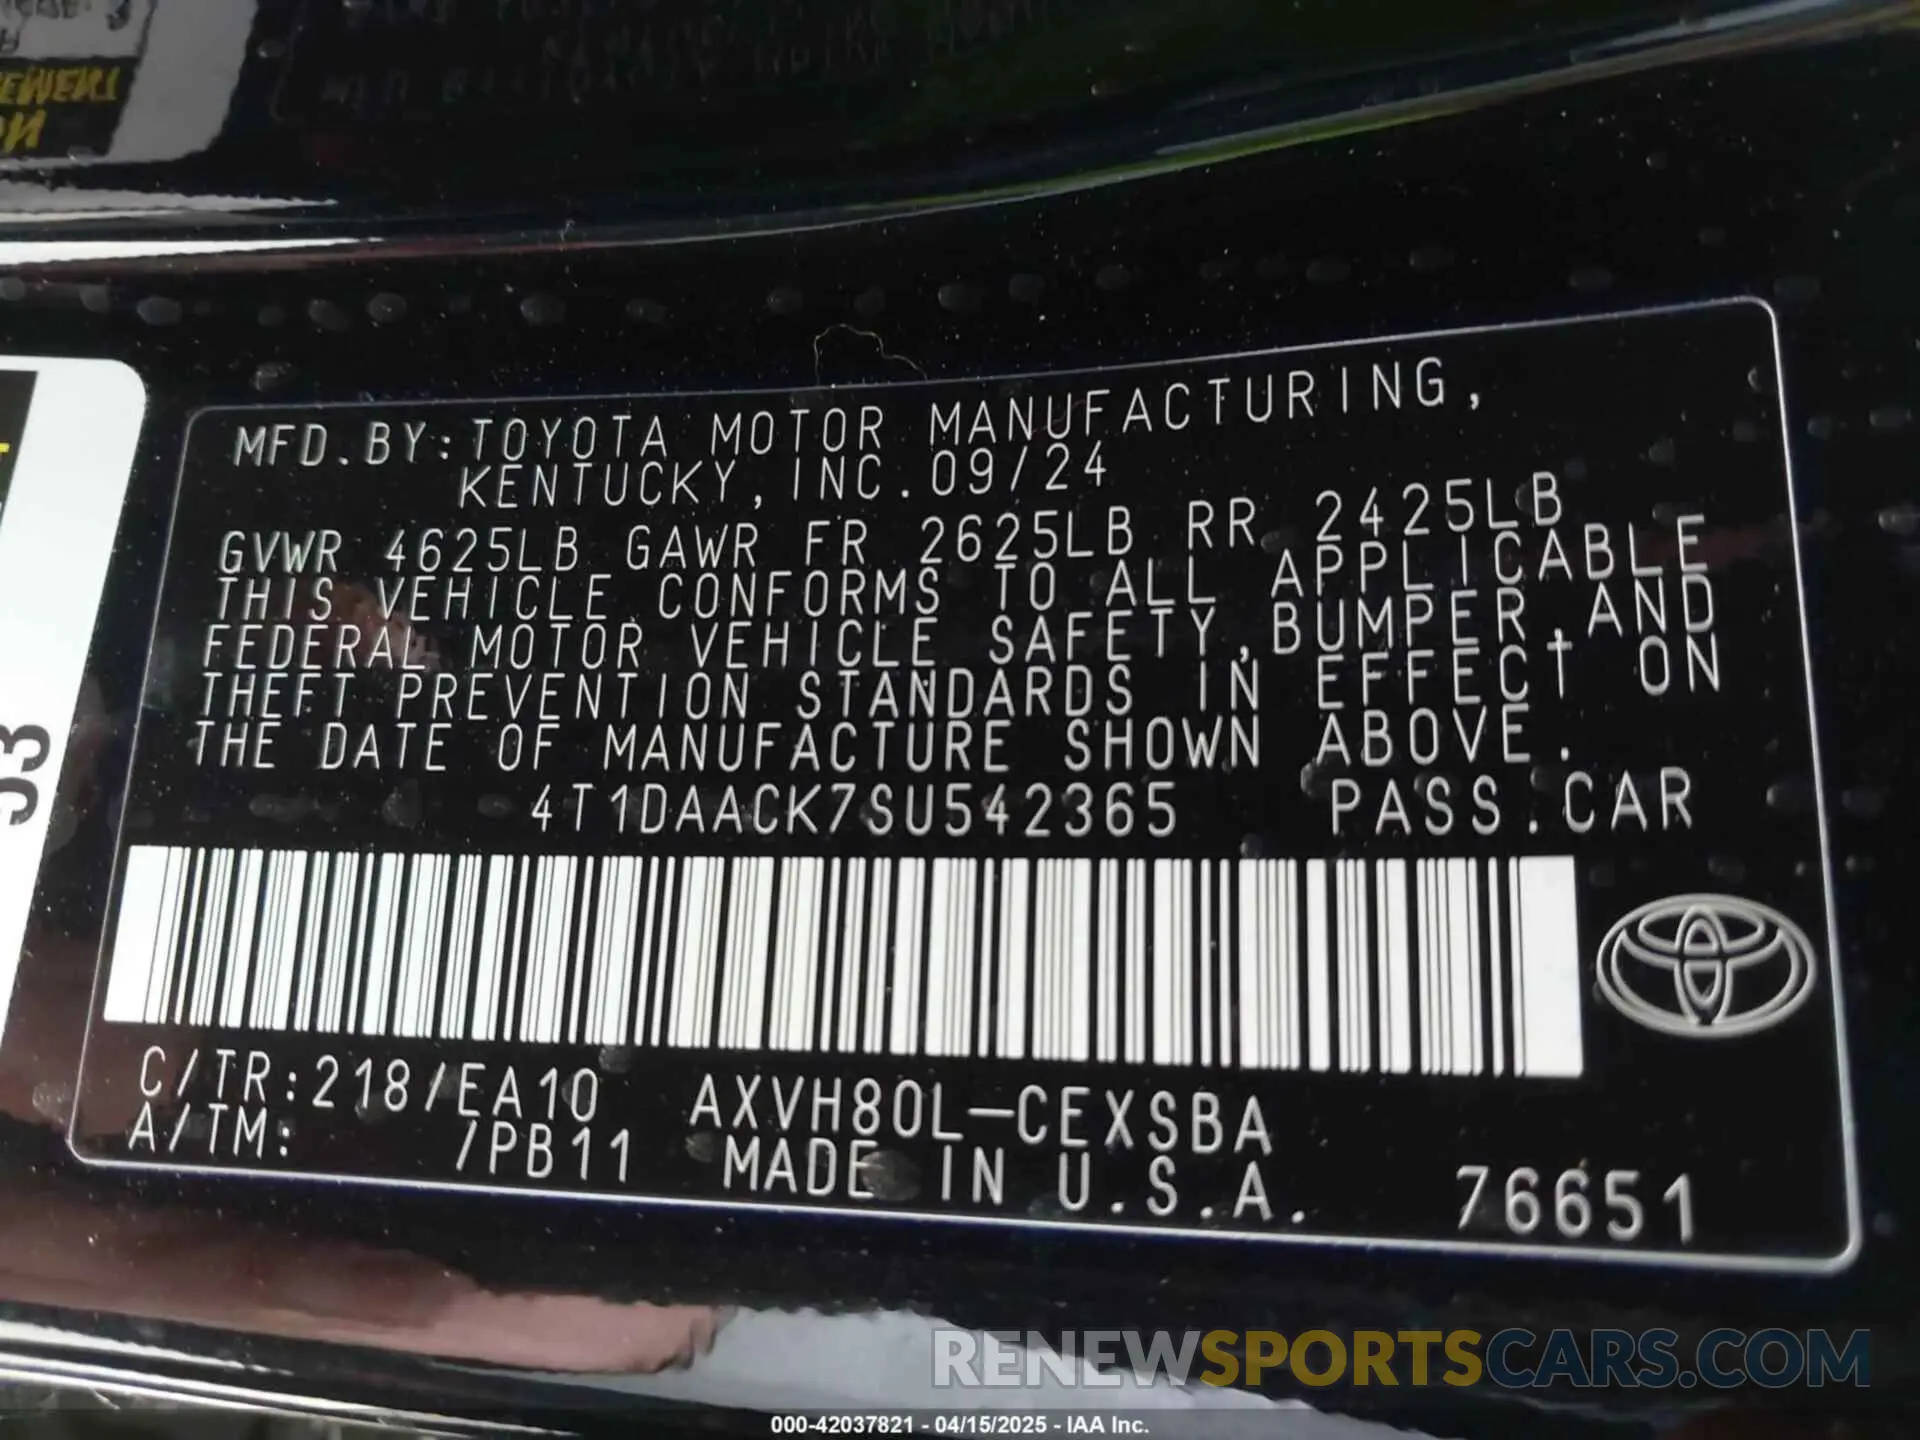 MFD.BY:TOYOTA MOTOR MANUFACTURING,
KENTUCKY,INC.09/24
GVWR 4625LB GAWR FR 2625LB RR 2425LB
THIS VEHICLE CONFORMS TO ALL APPLICABLE
FEDERAL MOTOR VEHICLE SAFETY,BUMPER,AND
THEFT PREVENTION STANDARDS IN EFFECT ON
THE DATE OF MANUFACTURE SHOWN ABOVE.
4T1DAACK7SU542365 PASS.CAR
C/TR:218/EA10 AXVH80L-CEXSBA
A/TM: /PB11 MADE IN U.S.A. 76651
RENEWSPORTSCARS.COM
000-42037821 - 04/15/2025 - IAA Inc.